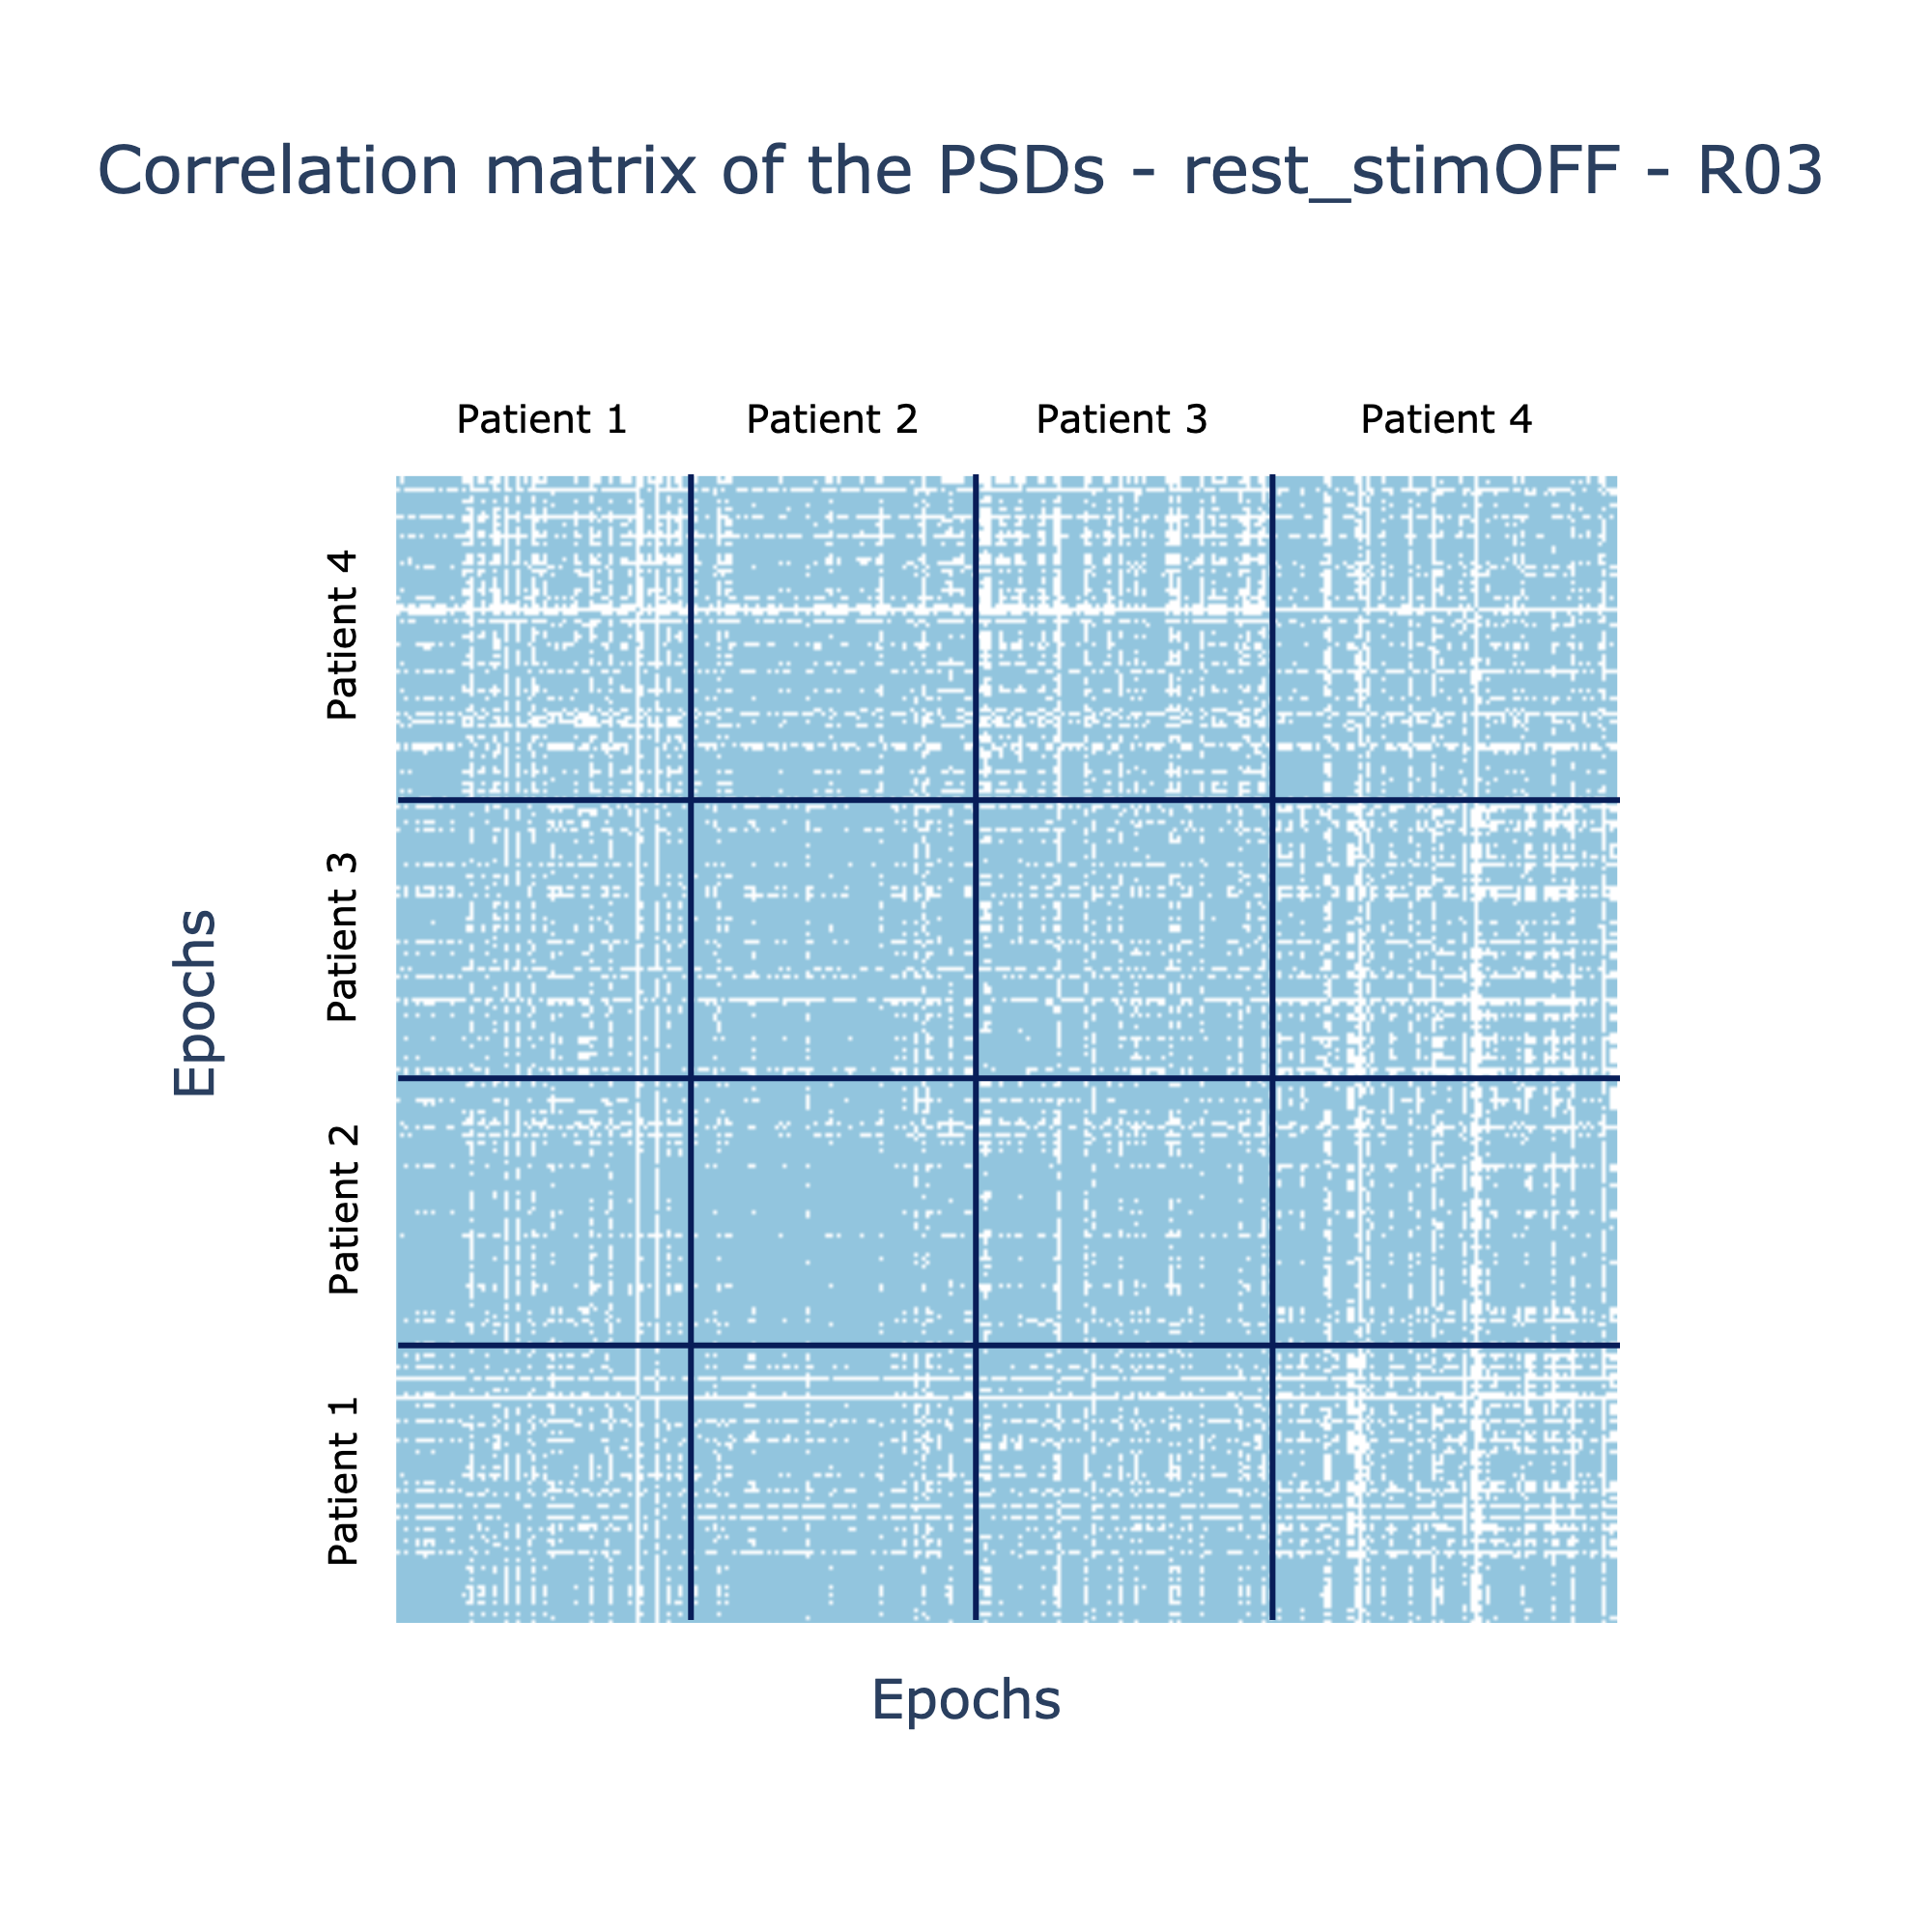 Correlation matrix of the PSDs - rest_stimOFF - R03
Patient 1
Patient 2
Patient 3
Patient 4
Patient 4
Patient 3
Patient 2
Patient 1
Epochs
Epochs